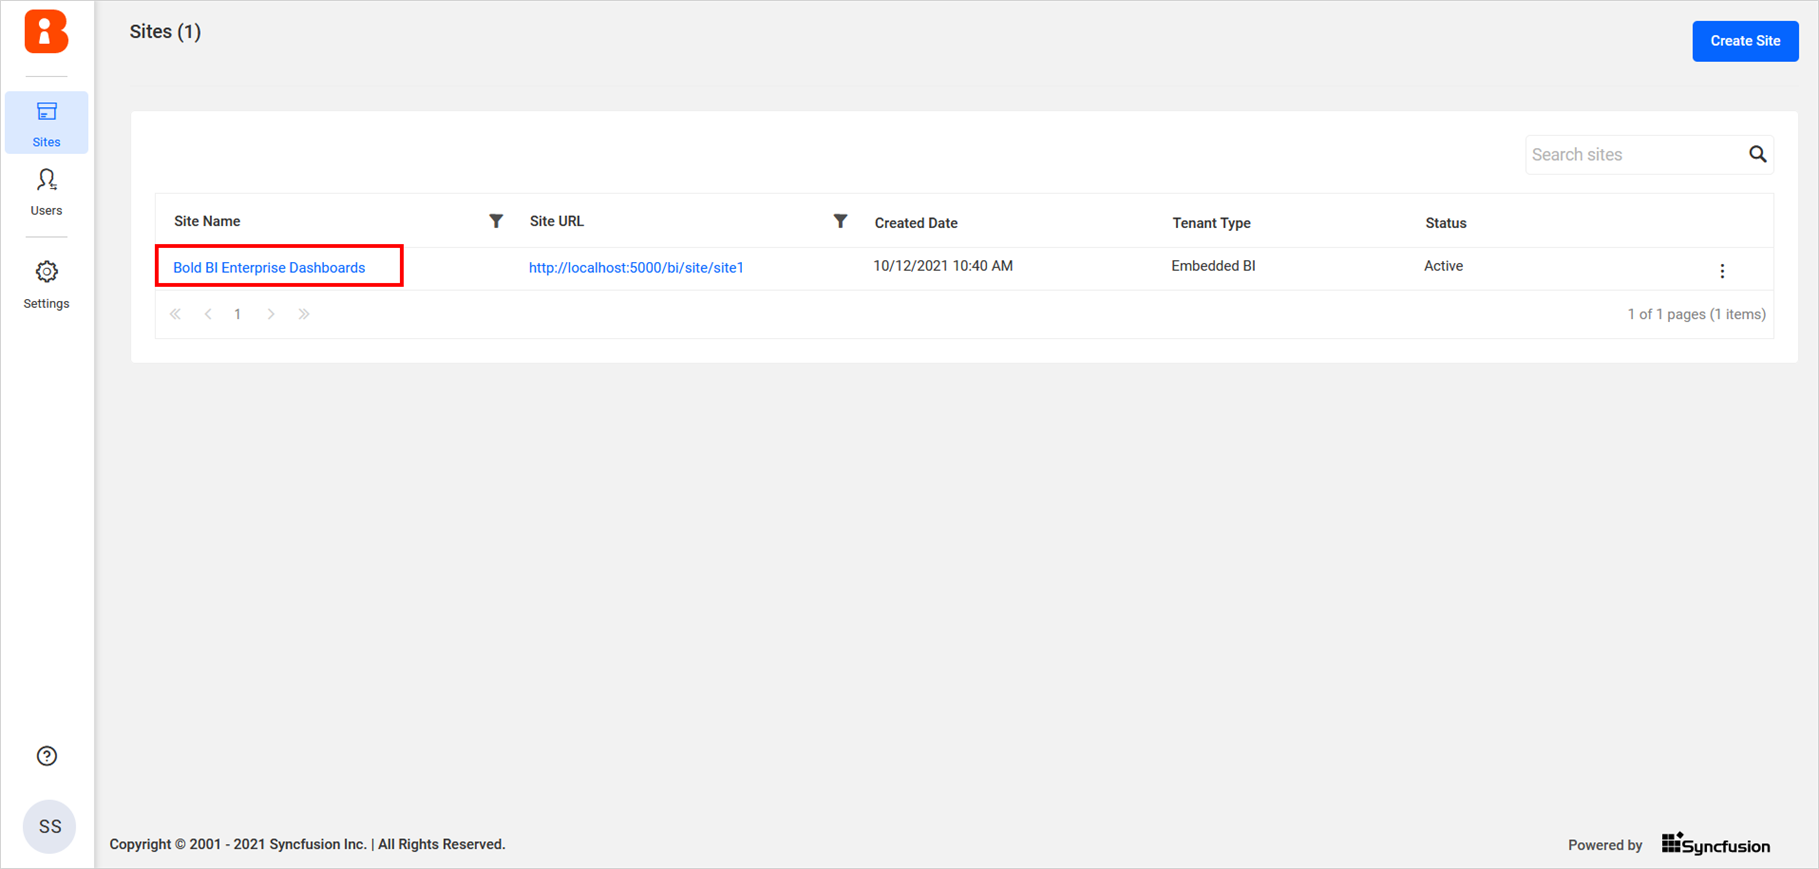 Sites (1)
Create Site
Sites
Users
Settings
Search sites
Site Name Site URL Created Date Tenant Type Status
Bold BI Enterprise Dashboards http://localhost:5000/bi/site/site1 10/12/2021 10:40 AM Embedded BI Active
1 1 of 1 pages (1 items)
SS
Copyright © 2001 - 2021 Syncfusion Inc. | All Rights Reserved.
Powered by Syncfusion